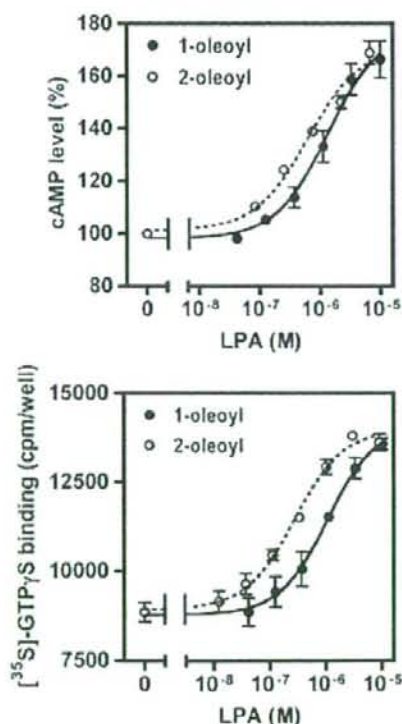 1-oleoyl
2-oleoyl
cAMP level (%)
180
160
140
120
100
80
0 10⁻⁸ 10⁻⁷ 10⁻⁶ 10⁻⁵
LPA (M)
1-oleoyl
2-oleoyl
[³⁵S]-GTPγS binding (cpm/well)
15000
12500
10000
7500
0 10⁻⁸ 10⁻⁷ 10⁻⁶ 10⁻⁵
LPA (M)